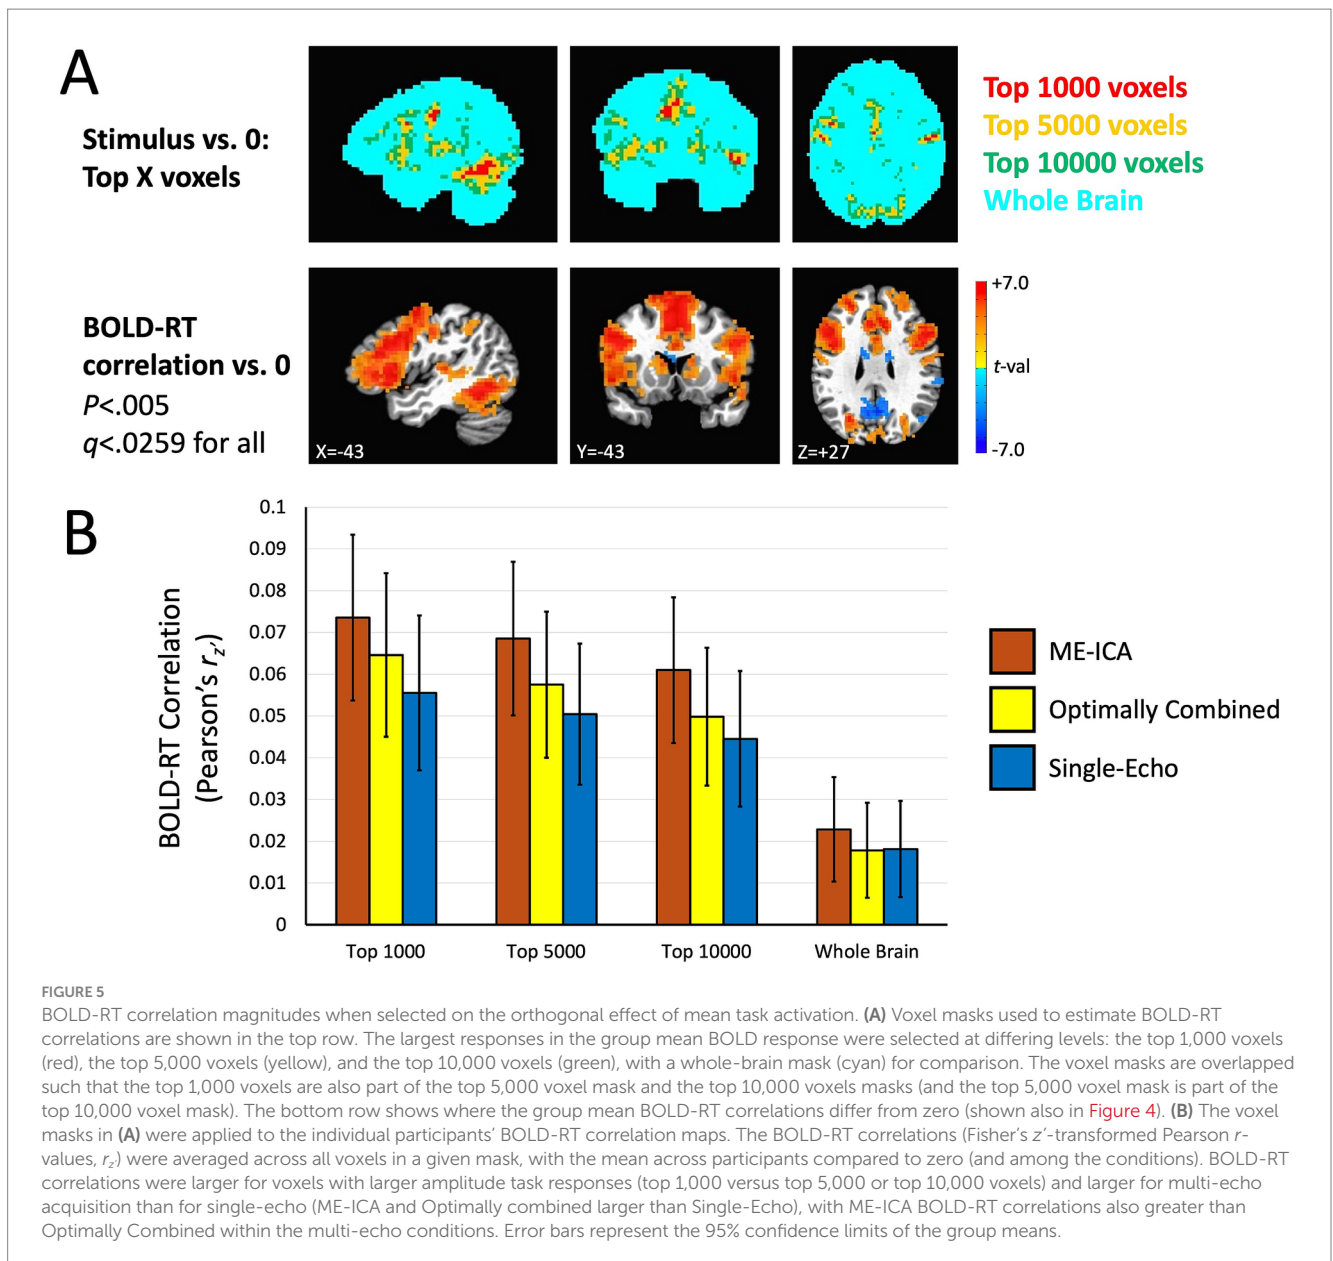 A
Stimulus vs. 0:
Top X voxels
Top 1000 voxels
Top 5000 voxels
Top 10000 voxels
Whole Brain
BOLD-RT
correlation vs. 0
P<.005
q<.0259 for all
X=-43
Y=-43
Z=+27
+7.0
t-val
-7.0
B
BOLD-RT Correlation
(Pearson's rz′)
0.1
0.09
0.08
0.07
0.06
0.05
0.04
0.03
0.02
0.01
0
Top 1000
Top 5000
Top 10000
Whole Brain
ME-ICA
Optimally Combined
Single-Echo
FIGURE 5
BOLD-RT correlation magnitudes when selected on the orthogonal effect of mean task activation. (A) Voxel masks used to estimate BOLD-RT
correlations are shown in the top row. The largest responses in the group mean BOLD response were selected at differing levels: the top 1,000 voxels
(red), the top 5,000 voxels (yellow), and the top 10,000 voxels (green), with a whole-brain mask (cyan) for comparison. The voxel masks are overlapped
such that the top 1,000 voxels are also part of the top 5,000 voxel mask and the top 10,000 voxels masks (and the top 5,000 voxel mask is part of the
top 10,000 voxel mask). The bottom row shows where the group mean BOLD-RT correlations differ from zero (shown also in Figure 4). (B) The voxel
masks in (A) were applied to the individual participants' BOLD-RT correlation maps. The BOLD-RT correlations (Fisher's z′-transformed Pearson r-
values, rz′) were averaged across all voxels in a given mask, with the mean across participants compared to zero (and among the conditions). BOLD-RT
correlations were larger for voxels with larger amplitude task responses (top 1,000 versus top 5,000 or top 10,000 voxels) and larger for multi-echo
acquisition than for single-echo (ME-ICA and Optimally combined larger than Single-Echo), with ME-ICA BOLD-RT correlations also greater than
Optimally Combined within the multi-echo conditions. Error bars represent the 95% confidence limits of the group means.